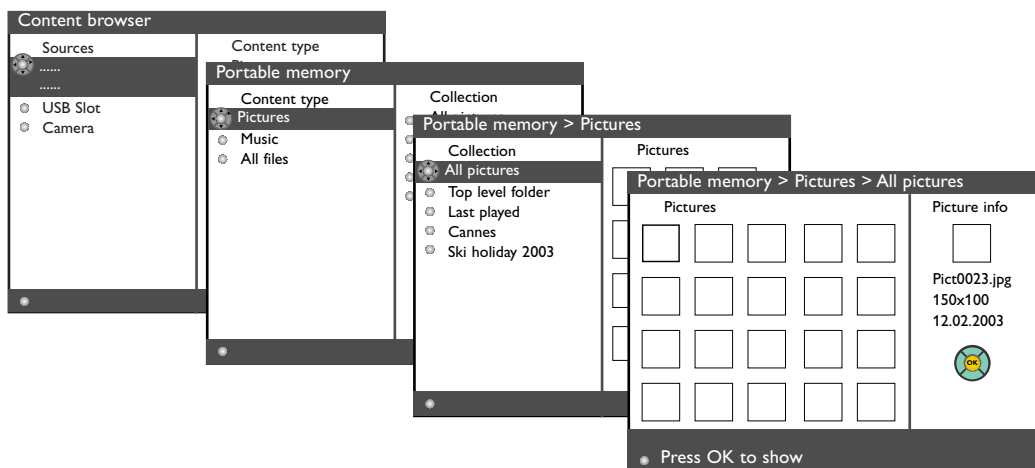 Content browser
Sources
......
......
USB Slot
Camera
Content type
Portable memory
Content type
Pictures
Music
All files
Collection
Portable memory > Pictures
Collection
All pictures
Top level folder
Last played
Cannes
Ski holiday 2003
Pictures
Portable memory > Pictures > All pictures
Pictures
Picture info
Pict0023.jpg
150x100
12.02.2003
OK
Press OK to show